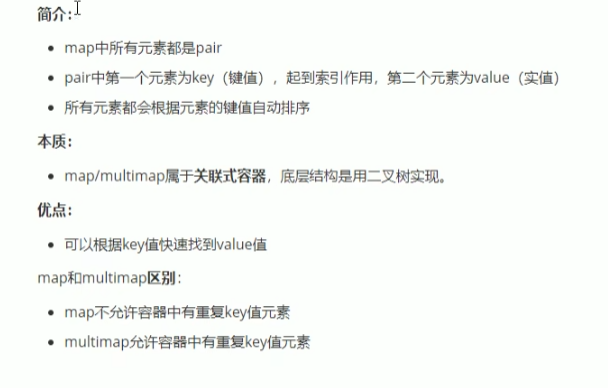 简介：
map中所有元素都是pair
pair中第一个元素为key（键值），起到索引作用，第二个元素为value（实值）
所有元素都会根据元素的键值自动排序
本质：
map/multimap属于关联式容器，底层结构是用二叉树实现。
优点：
可以根据key值快速找到value值
map和multimap区别：
map不允许容器中有重复key值元素
multimap允许容器中有重复key值元素